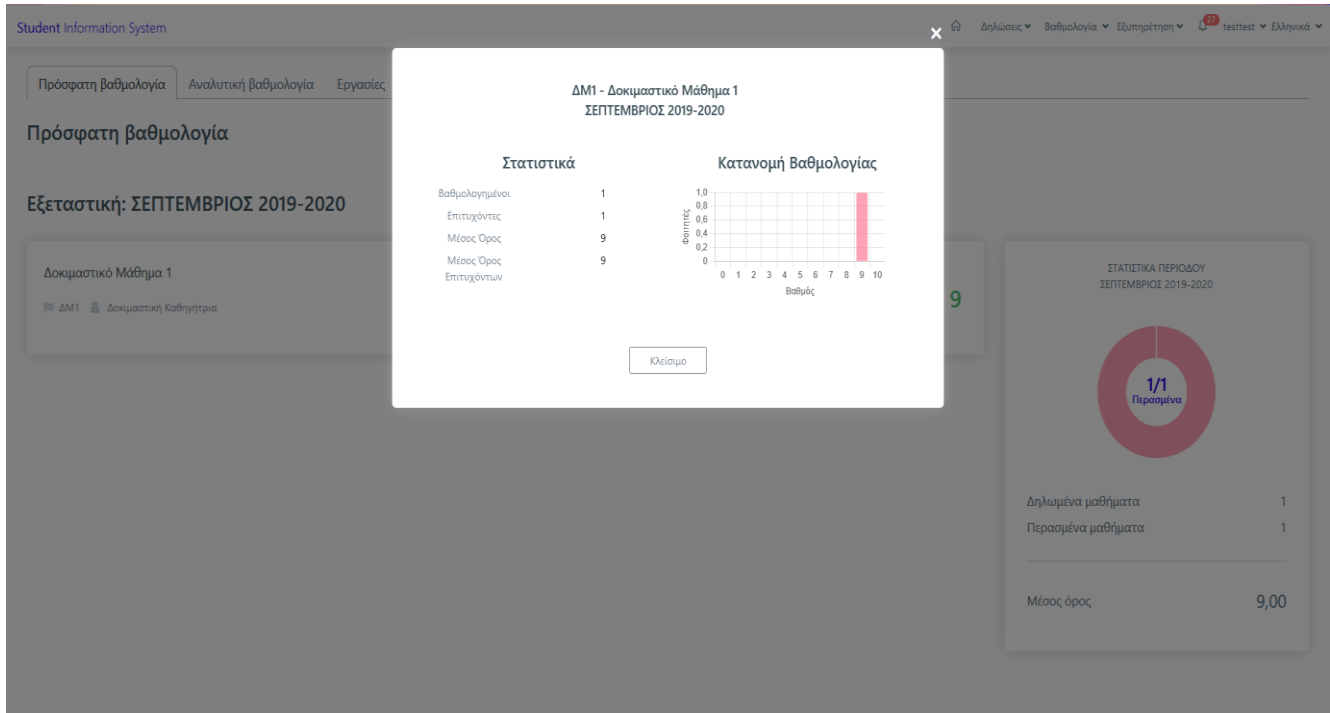 Student Information System
Δηλώσεις
Βαθμολογία
Εξυπηρέτηση
27
testtest
Ελληνικά
Πρόσφατη βαθμολογία
Αναλυτική βαθμολογία
Εργασίες
Πρόσφατη βαθμολογία
Εξεταστική: ΣΕΠΤΕΜΒΡΙΟΣ 2019-2020
Δοκιμαστικό Μάθημα 1
ΔΜ1 Δοκιμαστική Καθηγήτρια
9
ΔΜ1 - Δοκιμαστικό Μάθημα 1
ΣΕΠΤΕΜΒΡΙΟΣ 2019-2020
Στατιστικά
Βαθμολογημένοι 1
Επιτυχόντες 1
Μέσος Όρος 9
Μέσος Όρος 9
Επιτυχόντων
Κατανομή Βαθμολογίας
Φοιτητές
1,0
0,8
0,6
0,4
0,2
0
0 1 2 3 4 5 6 7 8 9 10
Βαθμός
Κλείσιμο
ΣΤΑΤΙΣΤΙΚΑ ΠΕΡΙΟΔΟΥ
ΣΕΠΤΕΜΒΡΙΟΣ 2019-2020
1/1
Περασμένα
Δηλωμένα μαθήματα 1
Περασμένα μαθήματα 1
Μέσος όρος 9,00